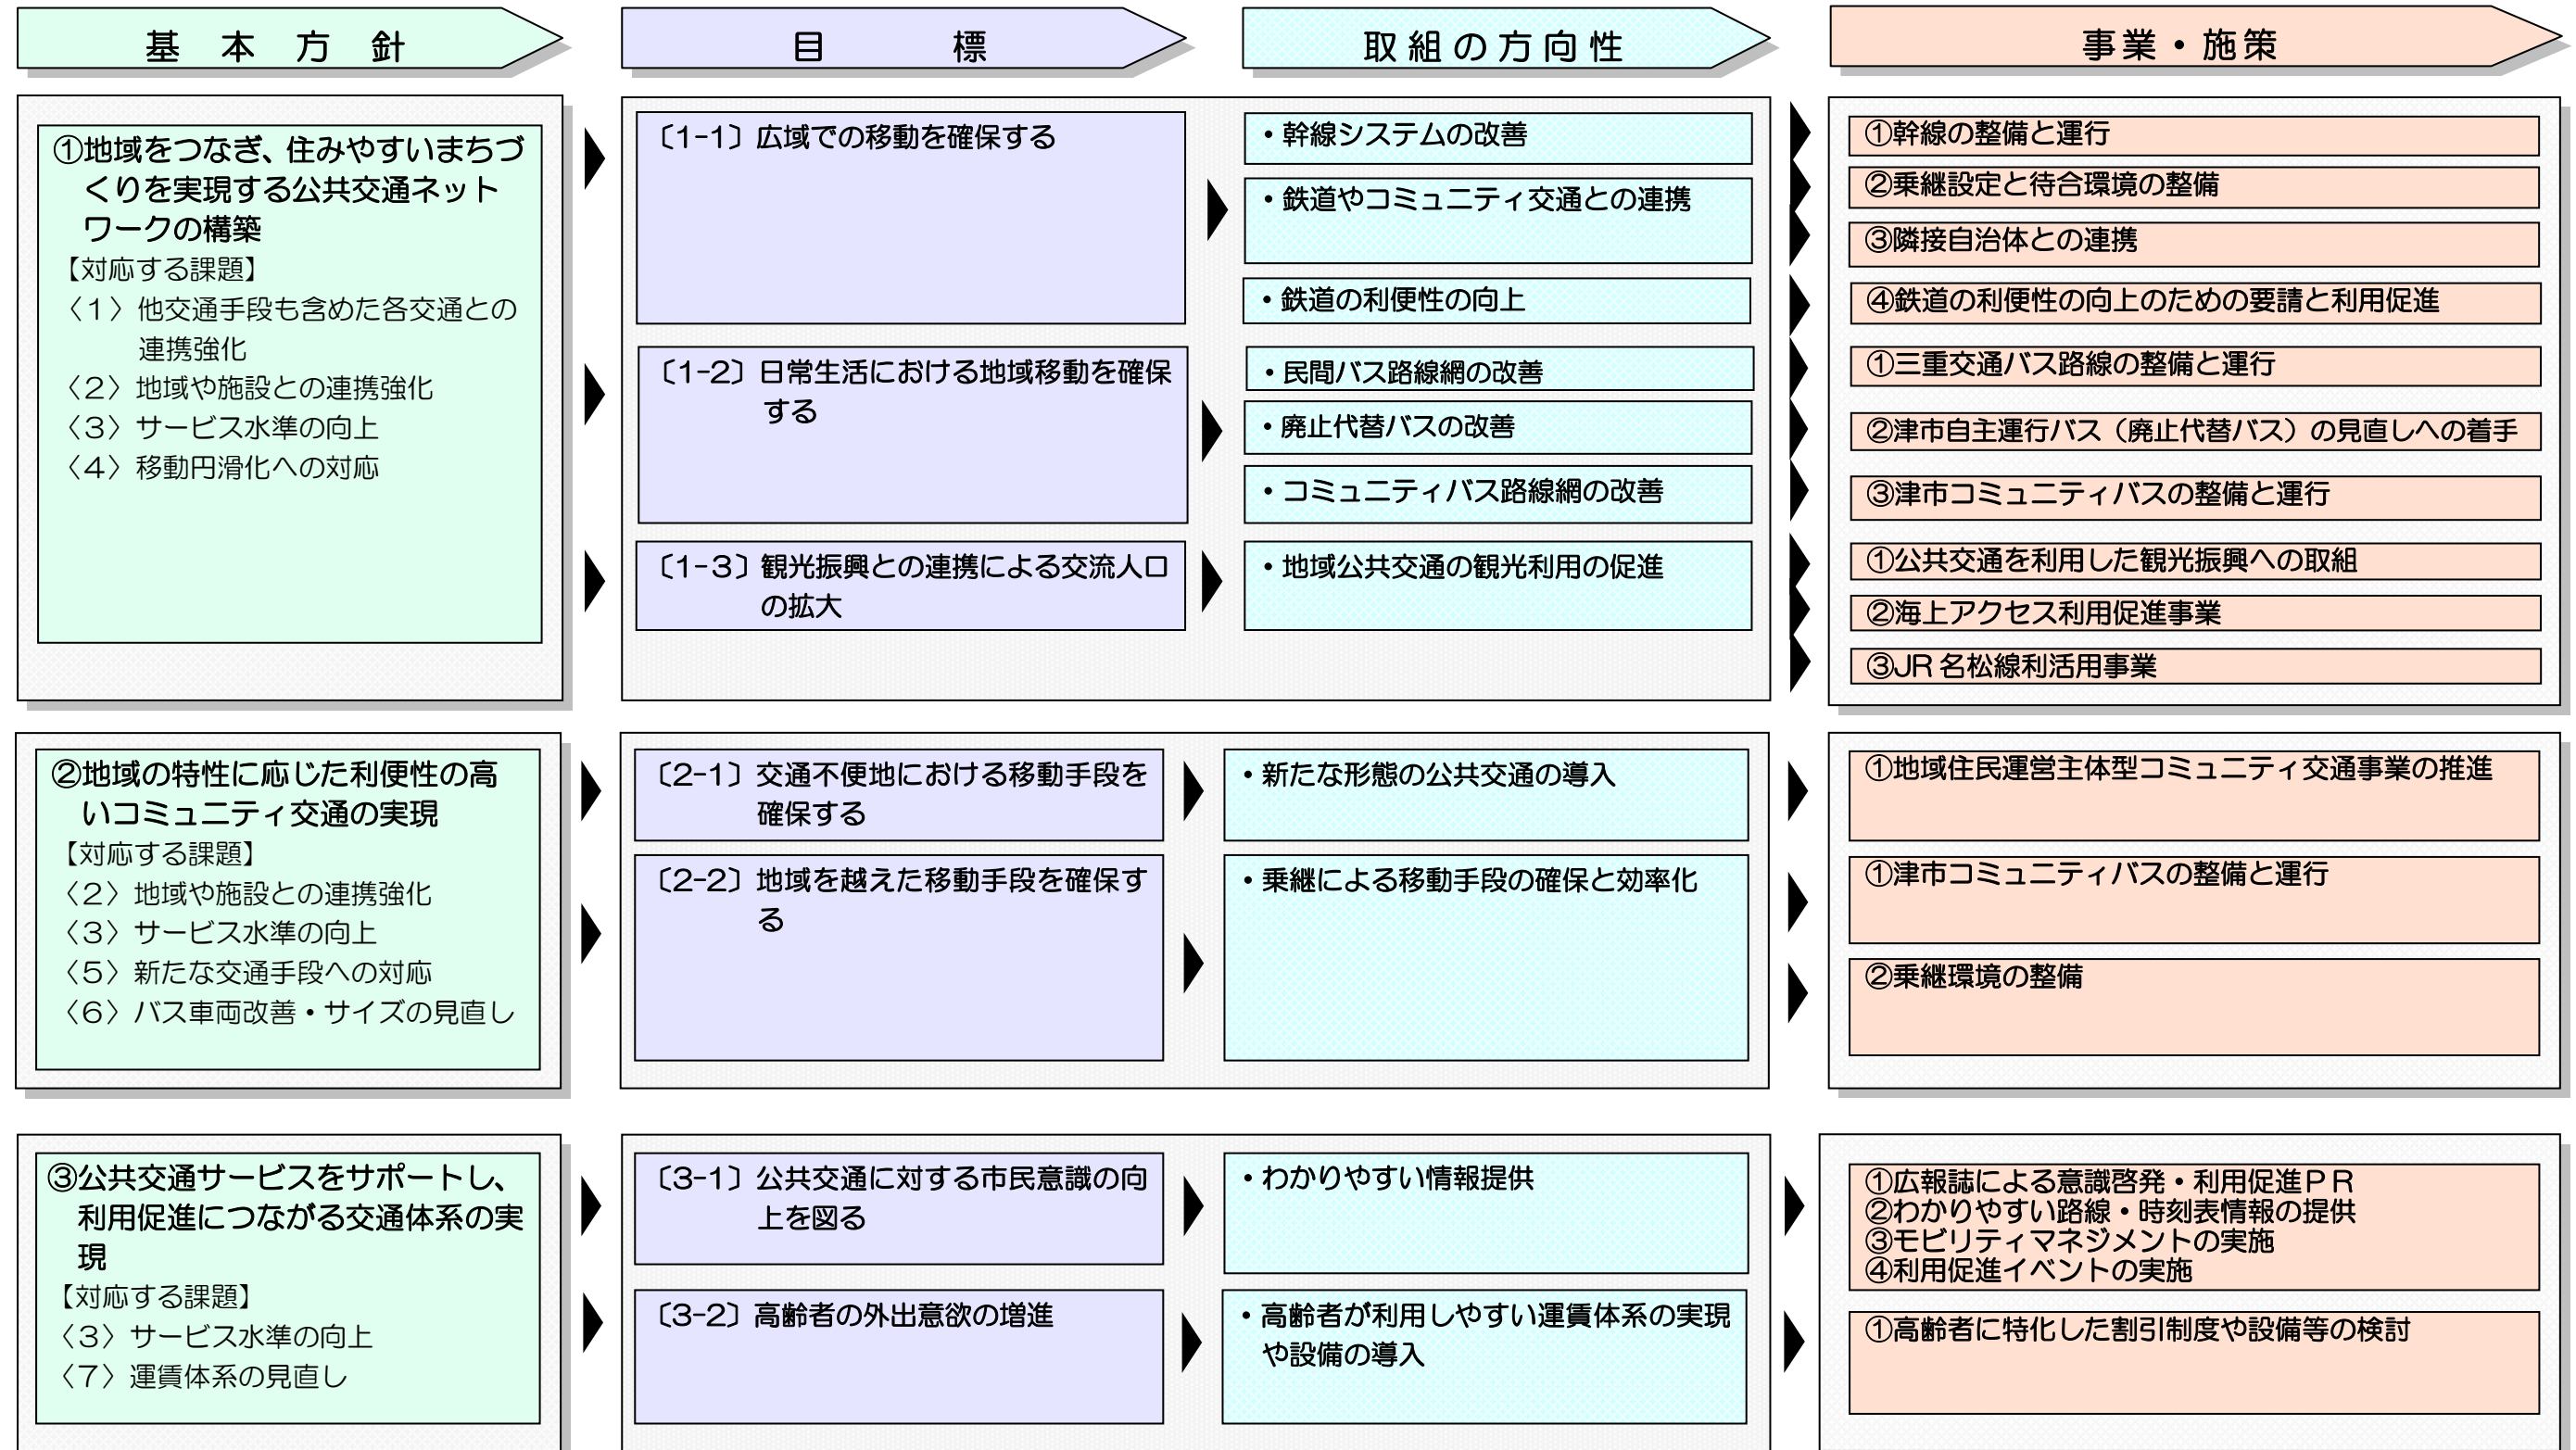 基本方針
目標
取組の方向性
事業・施策
①地域をつなぎ、住みやすいまちづ
くりを実現する公共交通ネット
ワークの構築
【対応する課題】
〈１〉他交通手段も含めた各交通との
連携強化
〈２〉地域や施設との連携強化
〈３〉サービス水準の向上
〈４〉移動円滑化への対応
〔1-1〕広域での移動を確保する
・幹線システムの改善
・鉄道やコミュニティ交通との連携
・鉄道の利便性の向上
①幹線の整備と運行
②乗継設定と待合環境の整備
③隣接自治体との連携
④鉄道の利便性の向上のための要請と利用促進
〔1-2〕日常生活における地域移動を確保
する
・民間バス路線網の改善
・廃止代替バスの改善
・コミュニティバス路線網の改善
①三重交通バス路線の整備と運行
②津市自主運行バス（廃止代替バス）の見直しへの着手
③津市コミュニティバスの整備と運行
〔1-3〕観光振興との連携による交流人口
の拡大
・地域公共交通の観光利用の促進
①公共交通を利用した観光振興への取組
②海上アクセス利用促進事業
③JR 名松線利活用事業
②地域の特性に応じた利便性の高
いコミュニティ交通の実現
【対応する課題】
〈２〉地域や施設との連携強化
〈３〉サービス水準の向上
〈５〉新たな交通手段への対応
〈６〉バス車両改善・サイズの見直し
〔2-1〕交通不便地における移動手段を
確保する
・新たな形態の公共交通の導入
①地域住民運営主体型コミュニティ交通事業の推進
〔2-2〕地域を越えた移動手段を確保す
る
・乗継による移動手段の確保と効率化
①津市コミュニティバスの整備と運行
②乗継環境の整備
③公共交通サービスをサポートし、
利用促進につながる交通体系の実
現
【対応する課題】
〈３〉サービス水準の向上
〈７〉運賃体系の見直し
〔3-1〕公共交通に対する市民意識の向
上を図る
・わかりやすい情報提供
①広報誌による意識啓発・利用促進ＰＲ
②わかりやすい路線・時刻表情報の提供
③モビリティマネジメントの実施
④利用促進イベントの実施
〔3-2〕高齢者の外出意欲の増進
・高齢者が利用しやすい運賃体系の実現
や設備の導入
①高齢者に特化した割引制度や設備等の検討